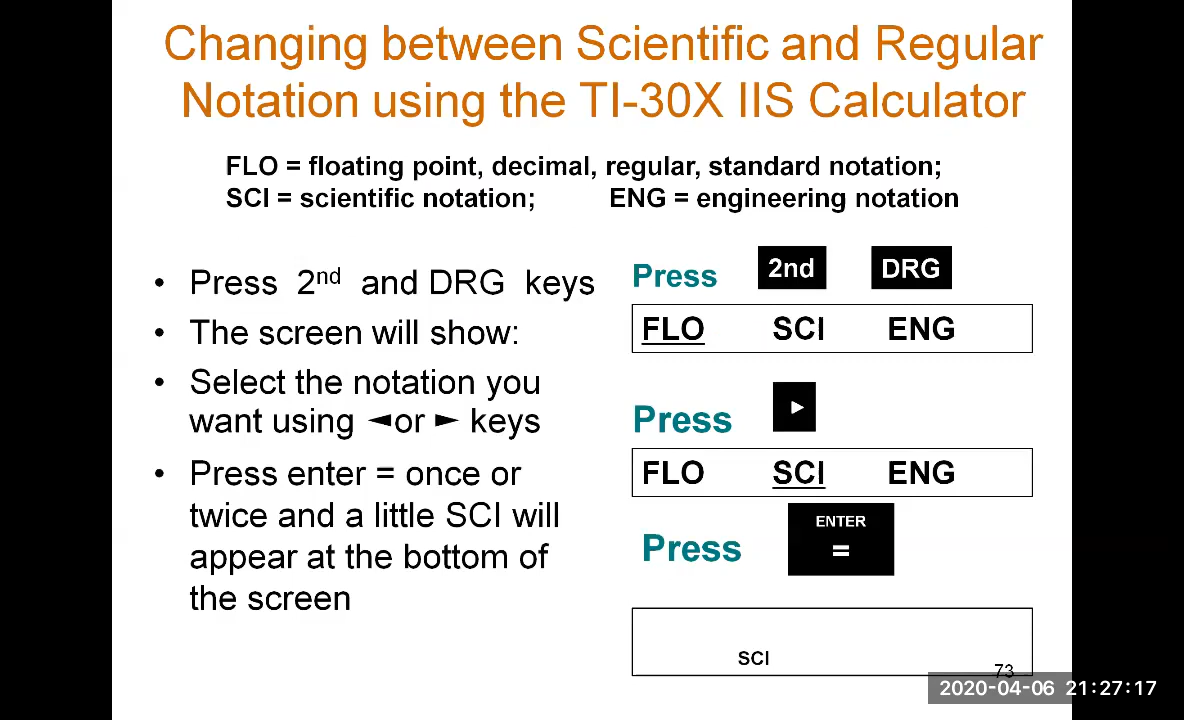 Changing between Scientific and Regular
Notation using the TI-30X IIS Calculator
FLO = floating point, decimal, regular, standard notation;
SCI = scientific notation; ENG = engineering notation
• Press 2nd and DRG keys
• The screen will show:
• Select the notation you
want using ◄or ► keys
• Press enter = once or
twice and a little SCI will
appear at the bottom of
the screen
Press 2nd DRG
FLO SCI ENG
Press ►
FLO SCI ENG
Press ENTER
=
SCI
73
2020-04-06 21:27:17